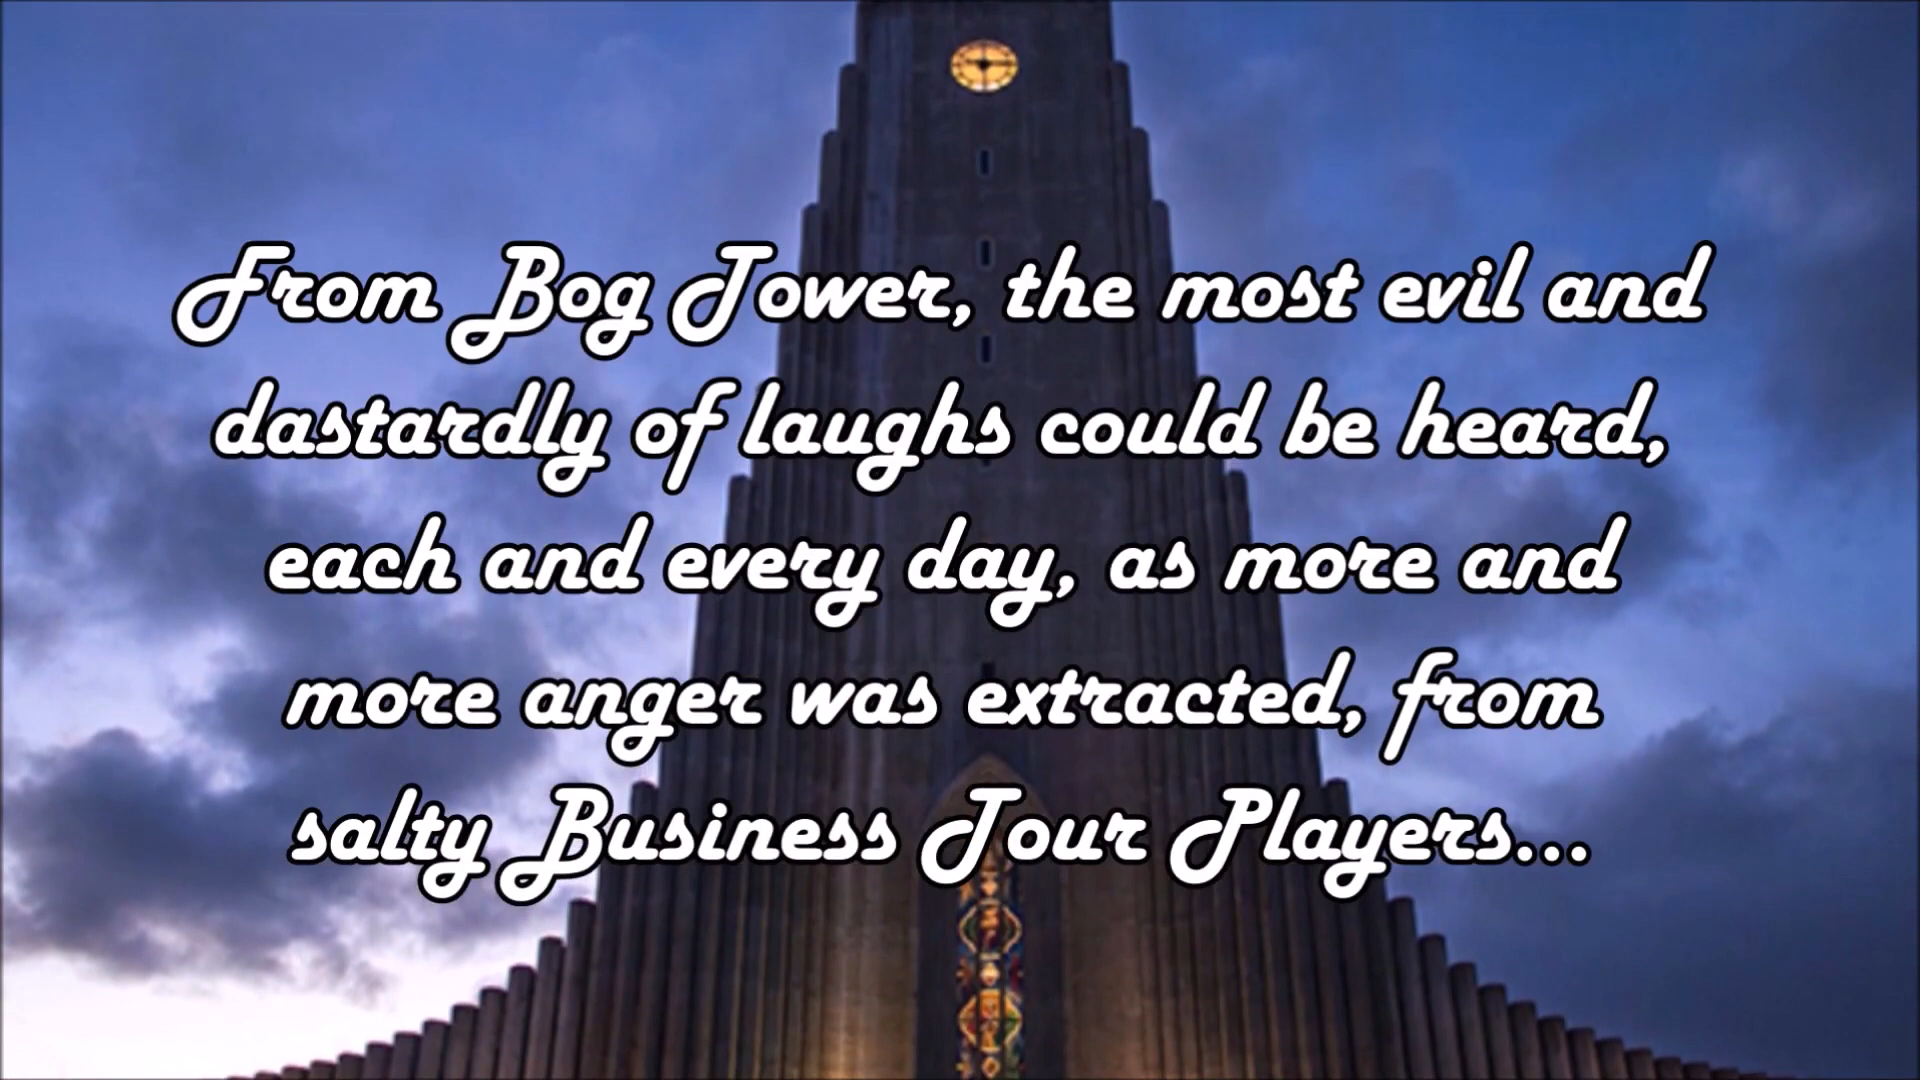 From Bog Tower, the most evil and
dastardly of laughs could be heard,
each and every day, as more and
more anger was extracted, from
salty Business Tour Players...